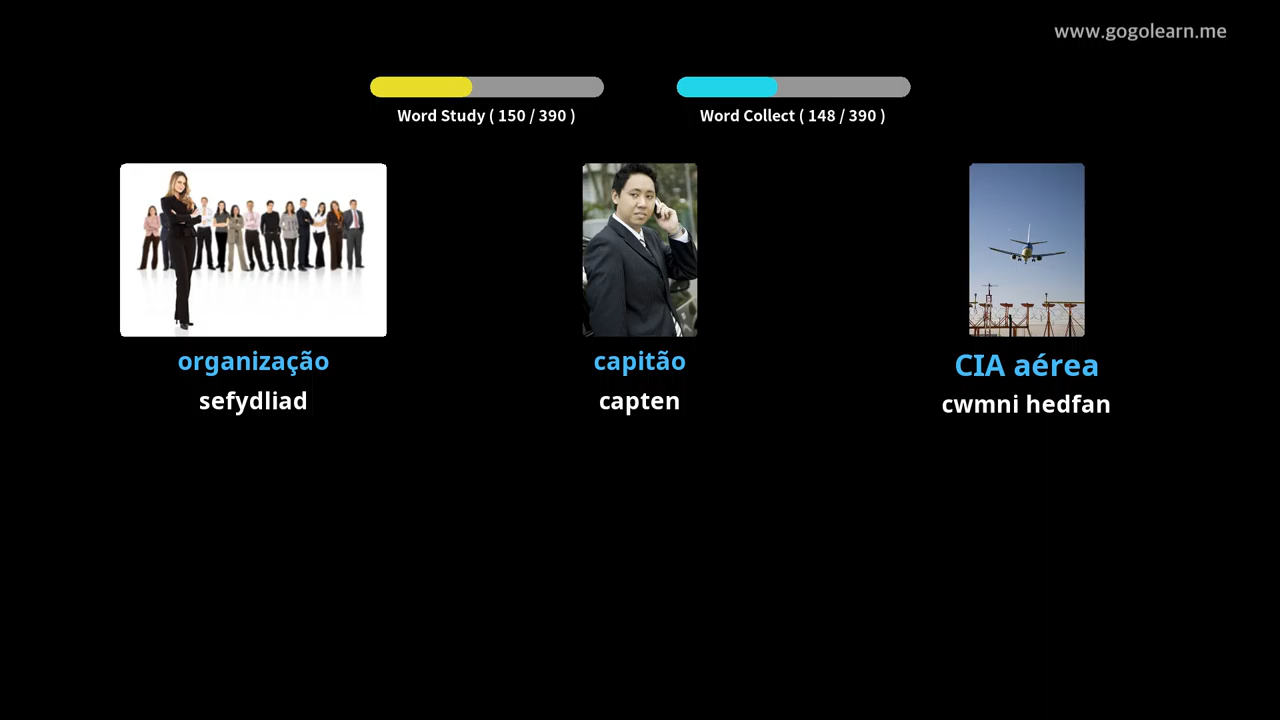 www.gogolearn.me
Word Study ( 150 / 390 )
Word Collect ( 148 / 390 )
organização
sefydliad
capitão
capten
CIA aérea
cwmni hedfan